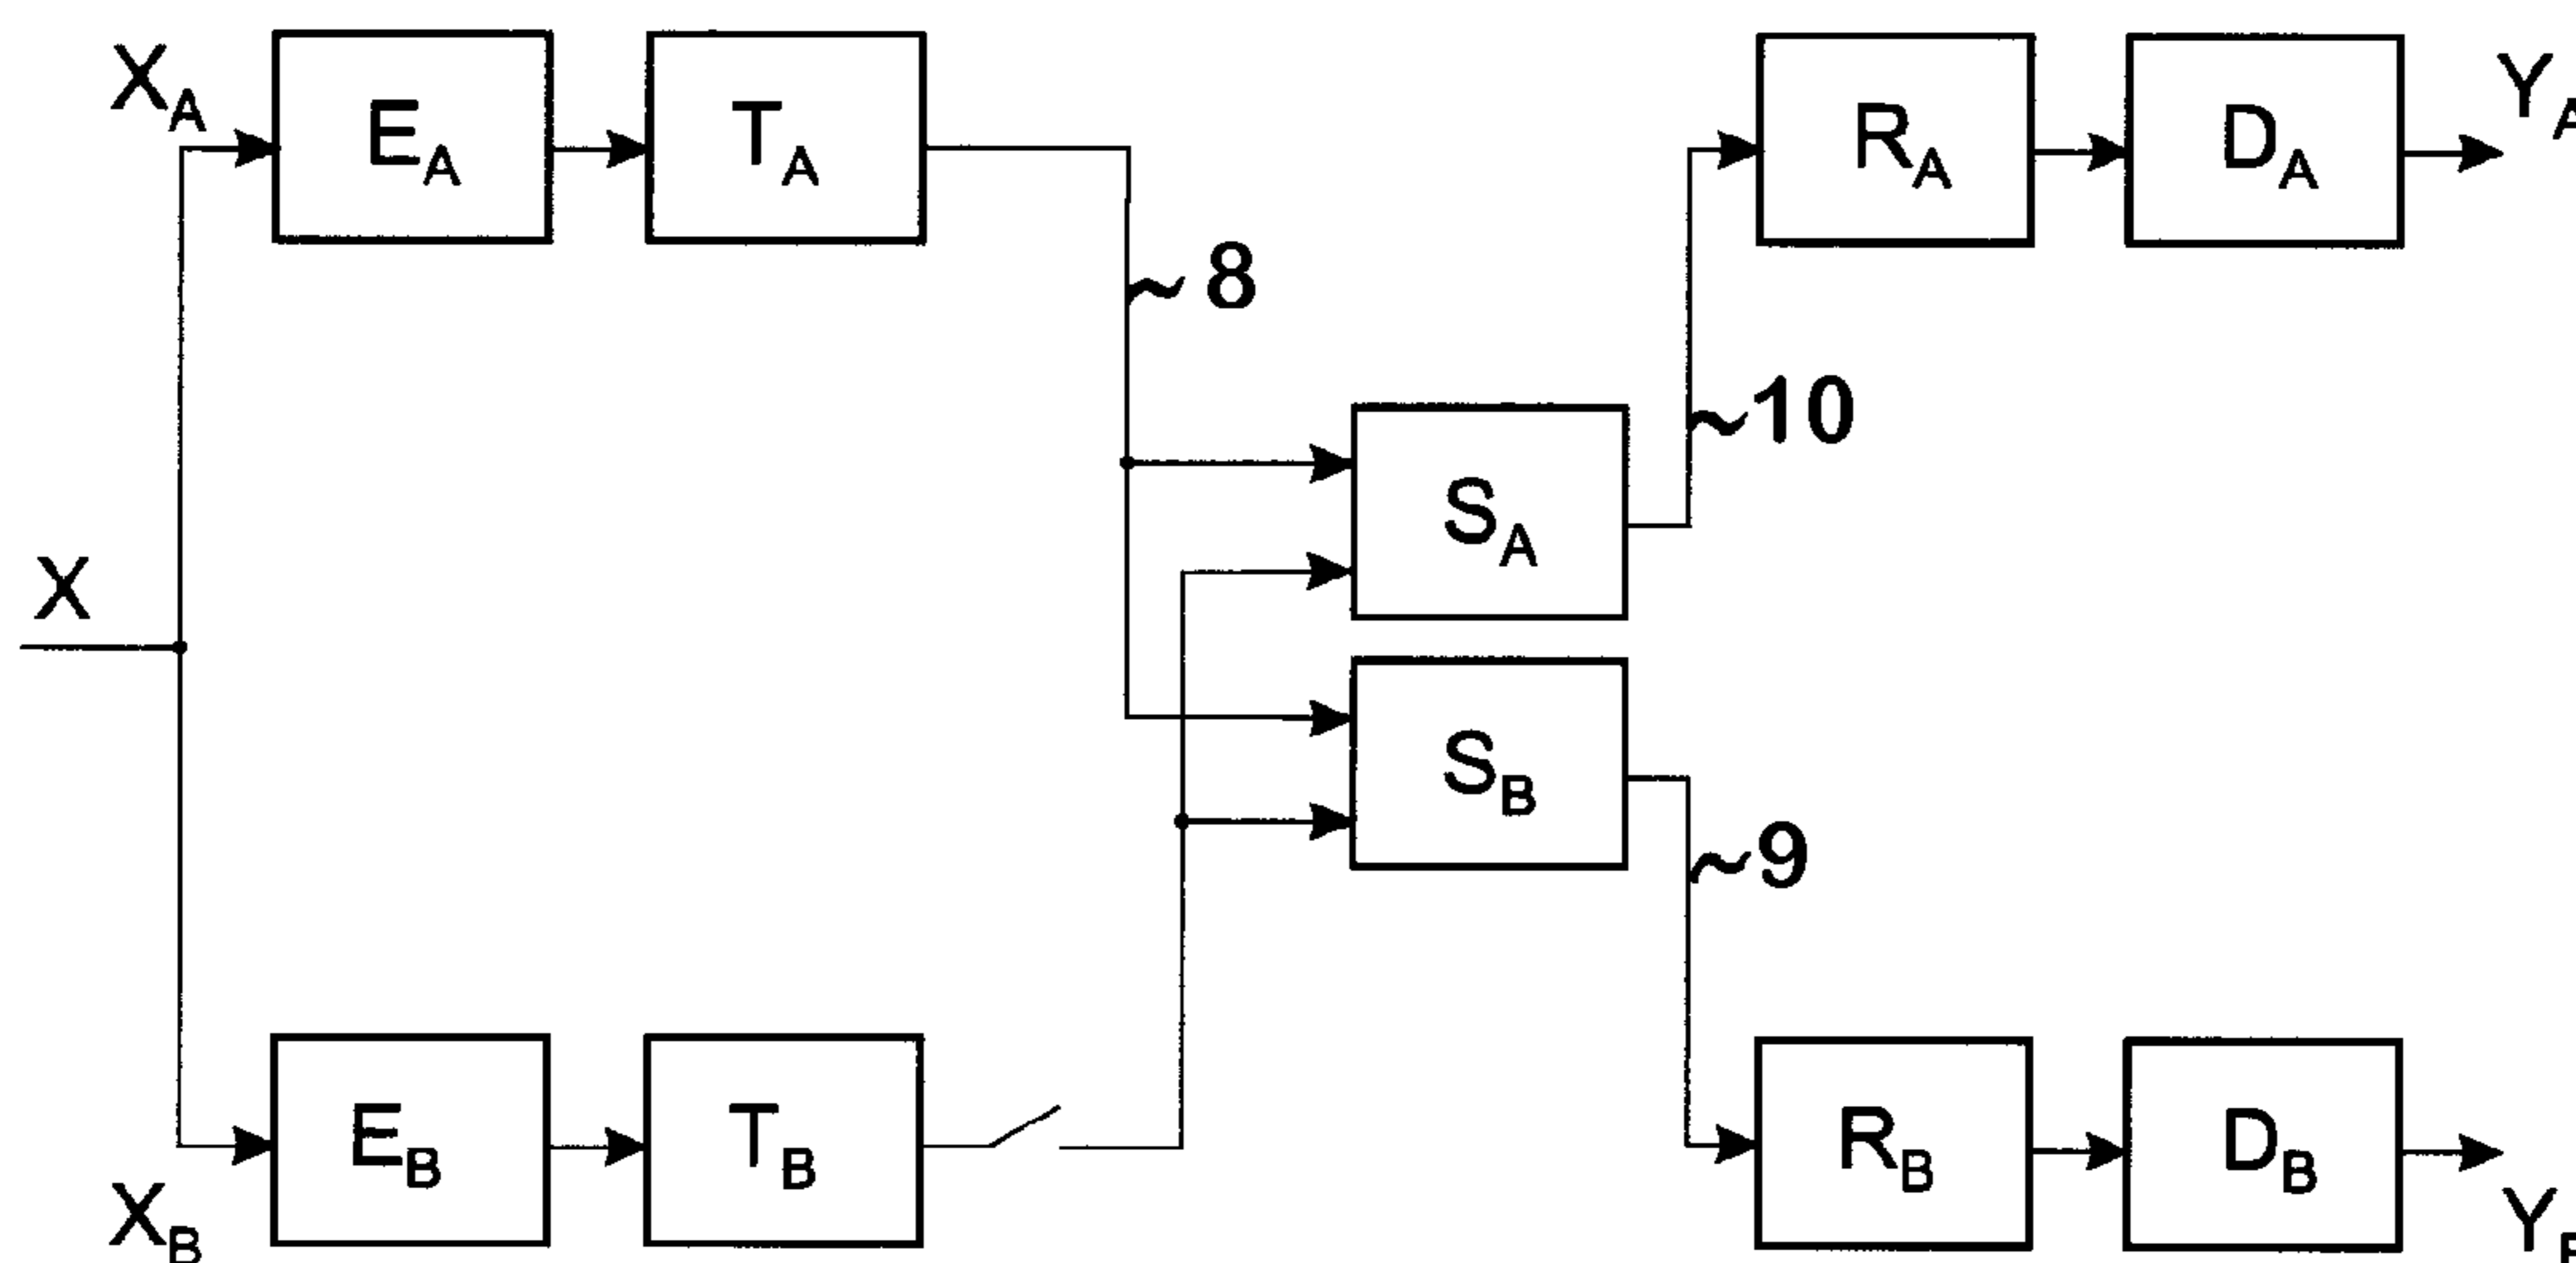 X_A
E_A
T_A
R_A
D_A
Y_A
~ 8
~10
S_A
X
S_B
~9
E_B
T_B
R_B
D_B
X_B
Y_B